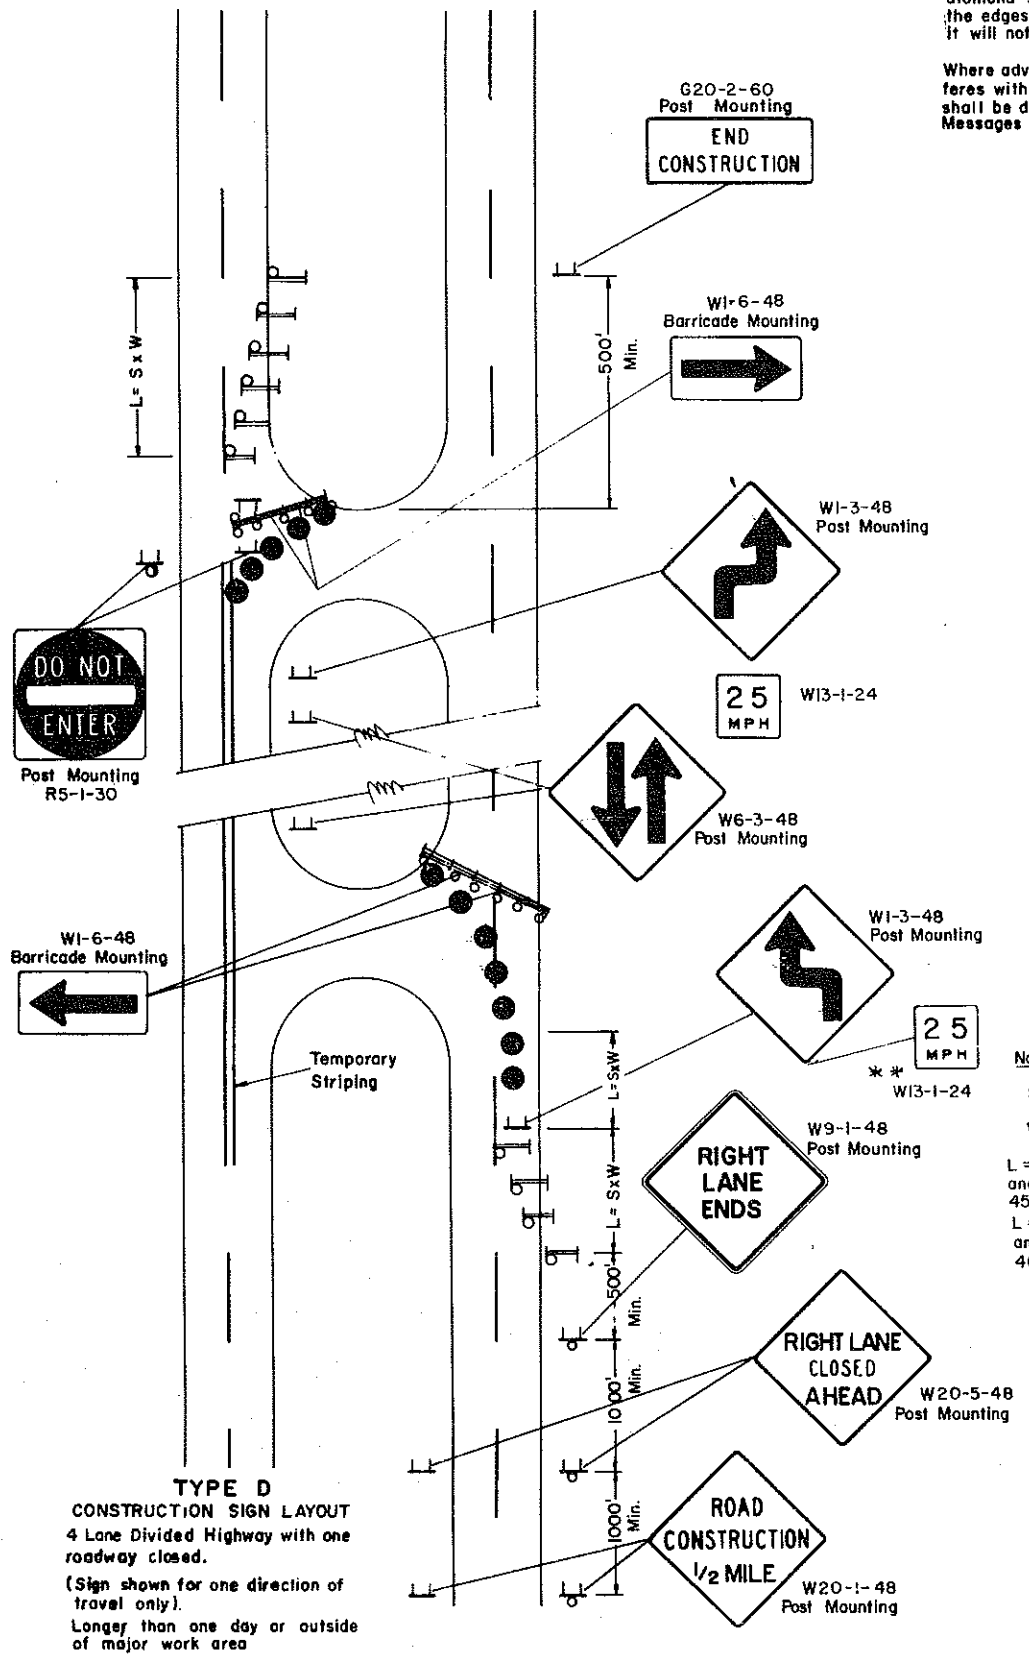 the edges
it will not
Where adv
feres with
shall be d
Messages
G20-2-60
Post Mounting
END
CONSTRUCTION
L = S x W
500'
Min.
W1-6-48
Barricade Mounting
W1-3-48
Post Mounting
DO NOT
ENTER
Post Mounting
R5-1-30
25
MPH
W13-1-24
W6-3-48
Post Mounting
W1-6-48
Barricade Mounting
W1-3-48
Post Mounting
25
MPH
**
W13-1-24
Temporary
Striping
L = SxW
L = SxW
W9-1-48
Post Mounting
RIGHT
LANE
ENDS
L =
and
45
L =
an
500'
Min.
RIGHT LANE
CLOSED
AHEAD
W20-5-48
Post Mounting
1000'
Min.
1000'
Min.
ROAD
CONSTRUCTION
1/2 MILE
W20-1-48
Post Mounting
TYPE D
CONSTRUCTION SIGN LAYOUT
4 Lane Divided Highway with one
roadway closed.
(Sign shown for one direction of
travel only).
Longer than one day or outside
of major work area